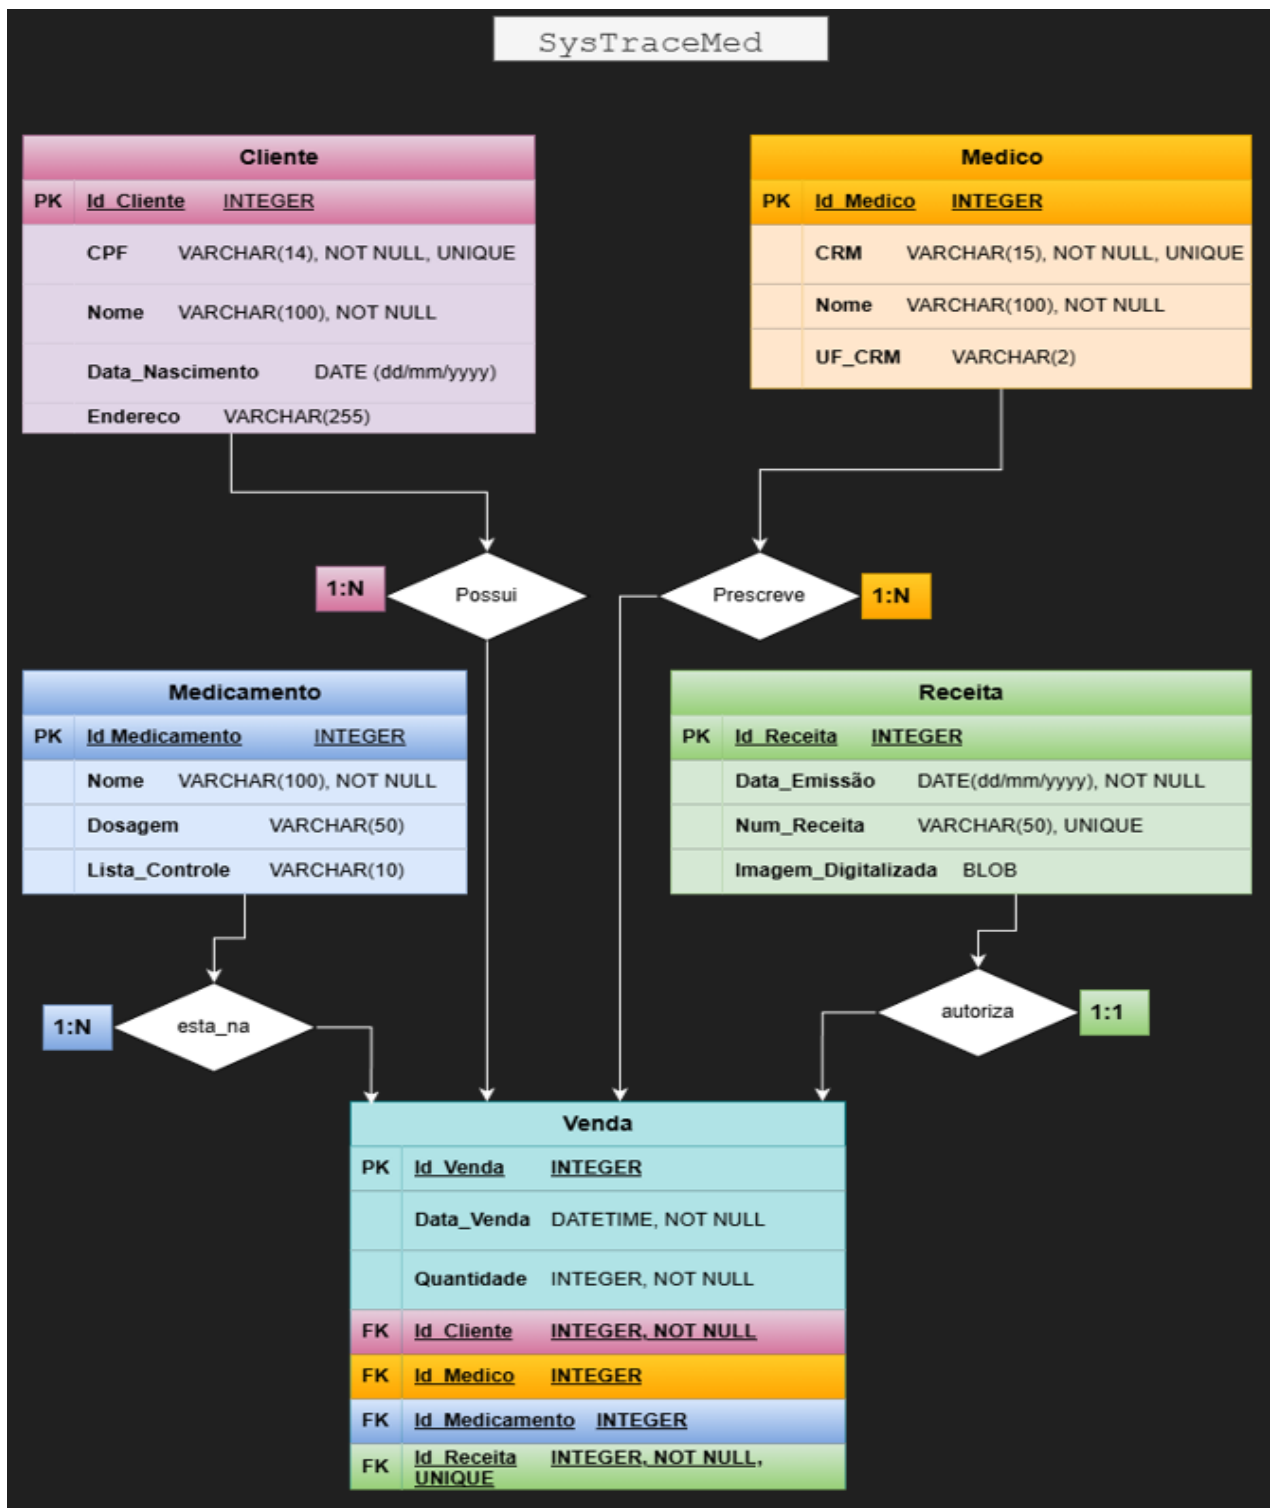 SysTraceMed
Cliente
PK Id_Cliente INTEGER
CPF VARCHAR(14), NOT NULL, UNIQUE
Nome VARCHAR(100), NOT NULL
Data_Nascimento DATE (dd/mm/yyyy)
Endereco VARCHAR(255)
Medico
PK Id_Medico INTEGER
CRM VARCHAR(15), NOT NULL, UNIQUE
Nome VARCHAR(100), NOT NULL
UF_CRM VARCHAR(2)
1:N
Possui
Prescreve
1:N
Medicamento
PK Id Medicamento INTEGER
Nome VARCHAR(100), NOT NULL
Dosagem VARCHAR(50)
Lista_Controle VARCHAR(10)
Receita
PK Id_Receita INTEGER
Data_Emissão DATE(dd/mm/yyyy), NOT NULL
Num_Receita VARCHAR(50), UNIQUE
Imagem_Digitalizada BLOB
1:N
esta_na
autoriza
1:1
Venda
PK Id_Venda INTEGER
Data_Venda DATETIME, NOT NULL
Quantidade INTEGER, NOT NULL
FK Id_Cliente INTEGER, NOT NULL
FK Id_Medico INTEGER
FK Id_Medicamento INTEGER
FK Id_Receita INTEGER, NOT NULL,
UNIQUE